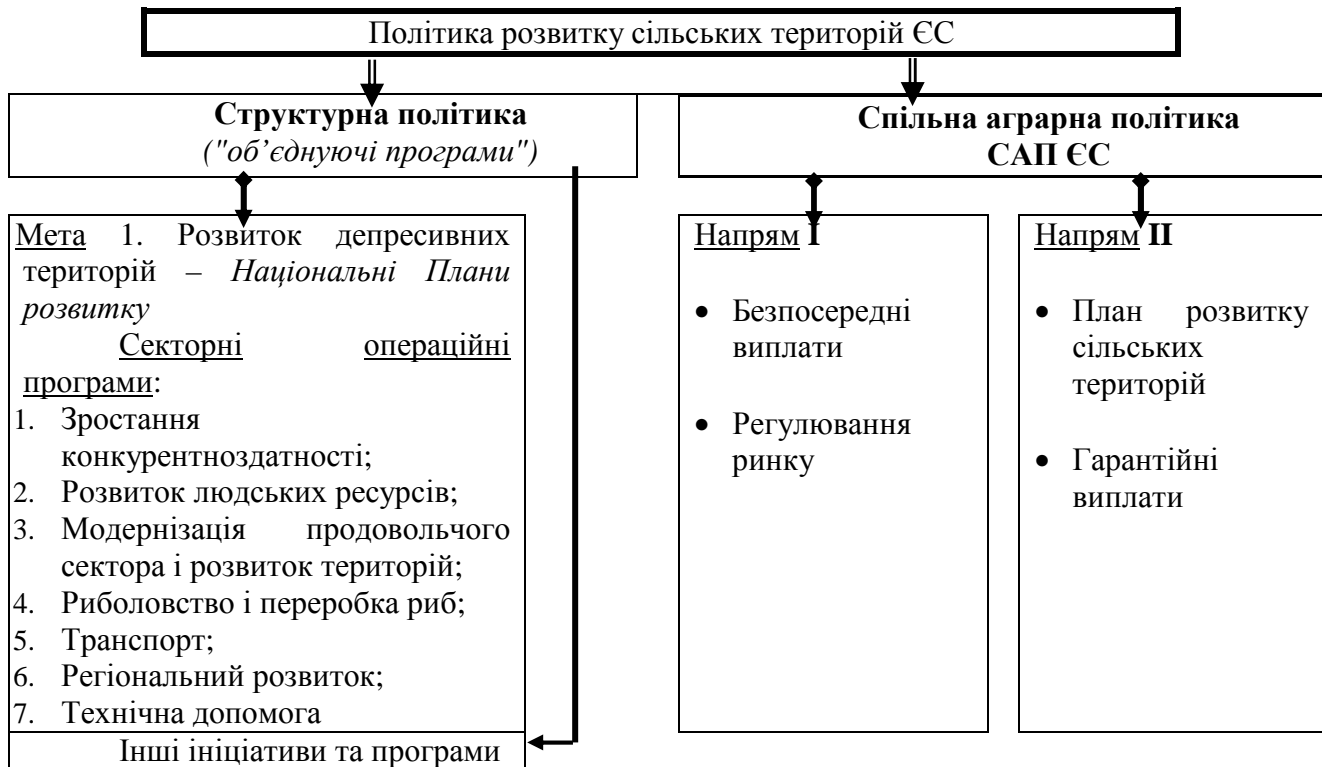 Політика розвитку сільських територій ЄС
Структурна політика
("об’єднуючі програми")
Спільна аграрна політика
САП ЄС
Мета 1. Розвиток депресивних
територій – Національні Плани
розвитку
Секторні операційні
програми:
1. Зростання
конкурентноздатності;
2. Розвиток людських ресурсів;
3. Модернізація продовольчого
сектора і розвиток територій;
4. Риболовство і переробка риб;
5. Транспорт;
6. Регіональний розвиток;
7. Технічна допомога
Інші ініціативи та програми
Напрям I
• Безпосередні
виплати
• Регулювання
ринку
Напрям II
• План розвитку
сільських
територій
• Гарантійні
виплати